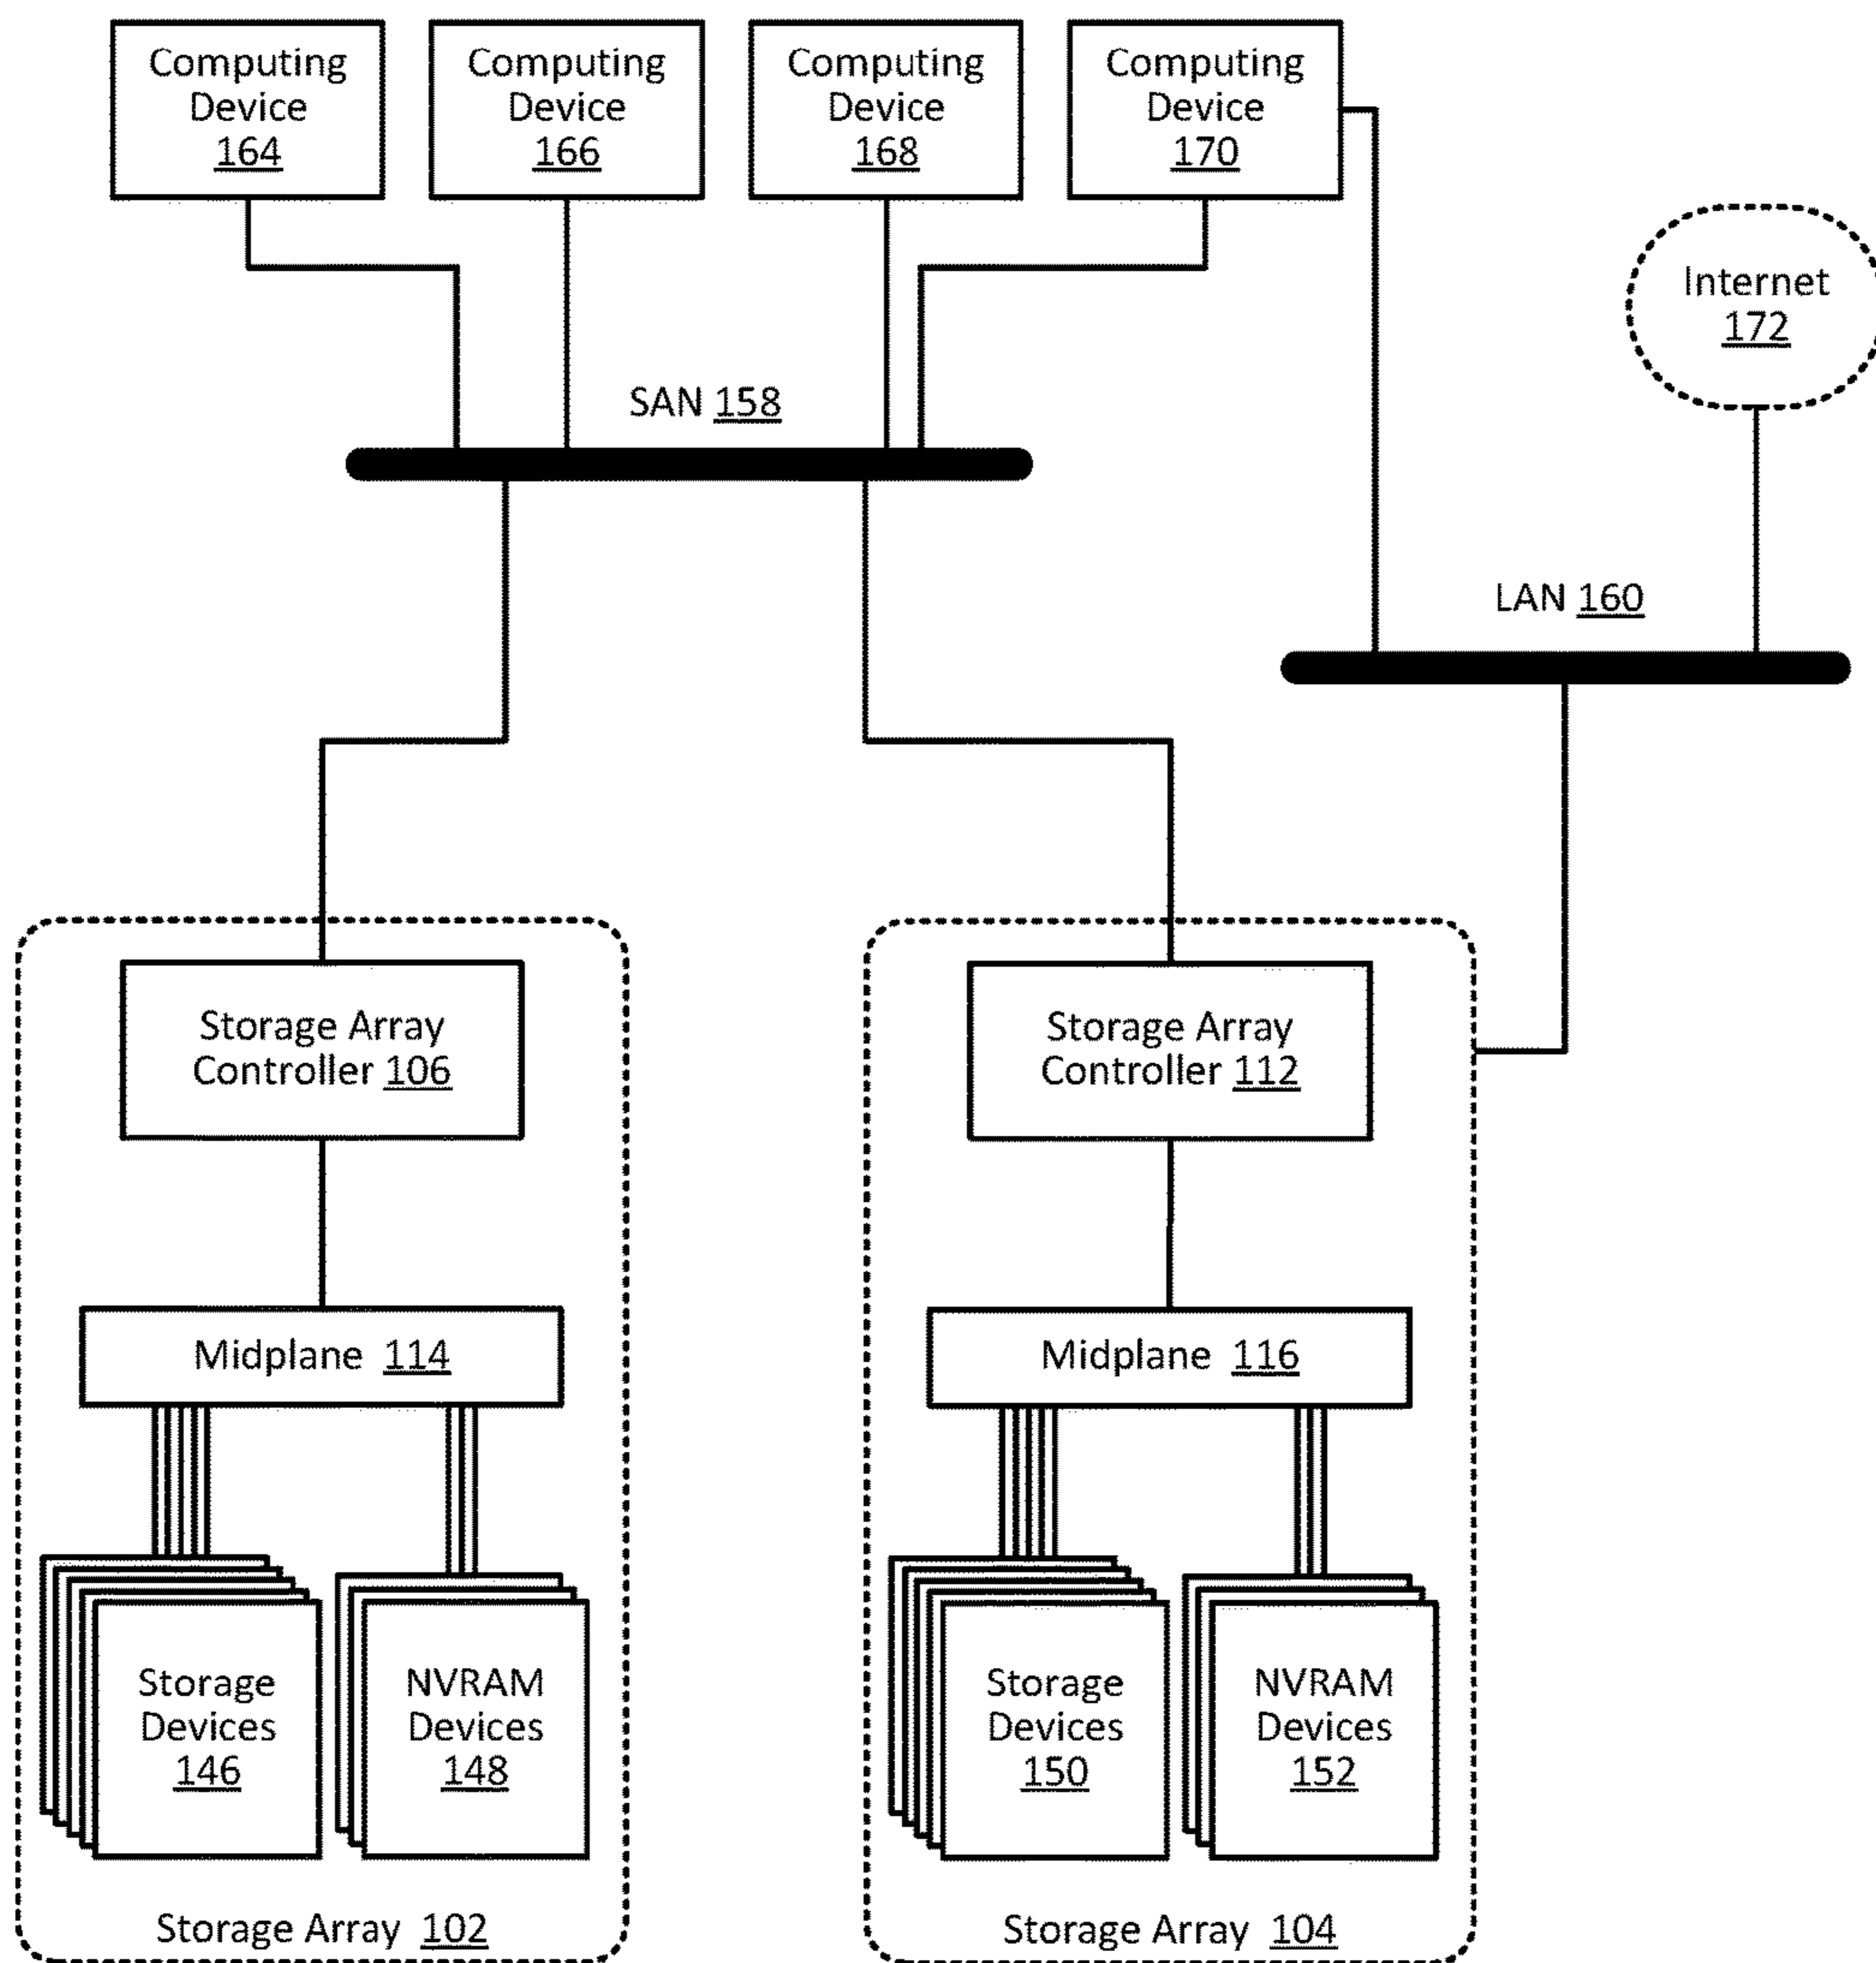 Computing
Device
164
Computing
Device
166
Computing
Device
168
Computing
Device
170
Internet
172
SAN 158
LAN 160
Storage Array
Controller 106
Storage Array
Controller 112
Midplane 114
Midplane 116
Storage
Devices
146
NVRAM
Devices
148
Storage
Devices
150
NVRAM
Devices
152
Storage Array 102
Storage Array 104